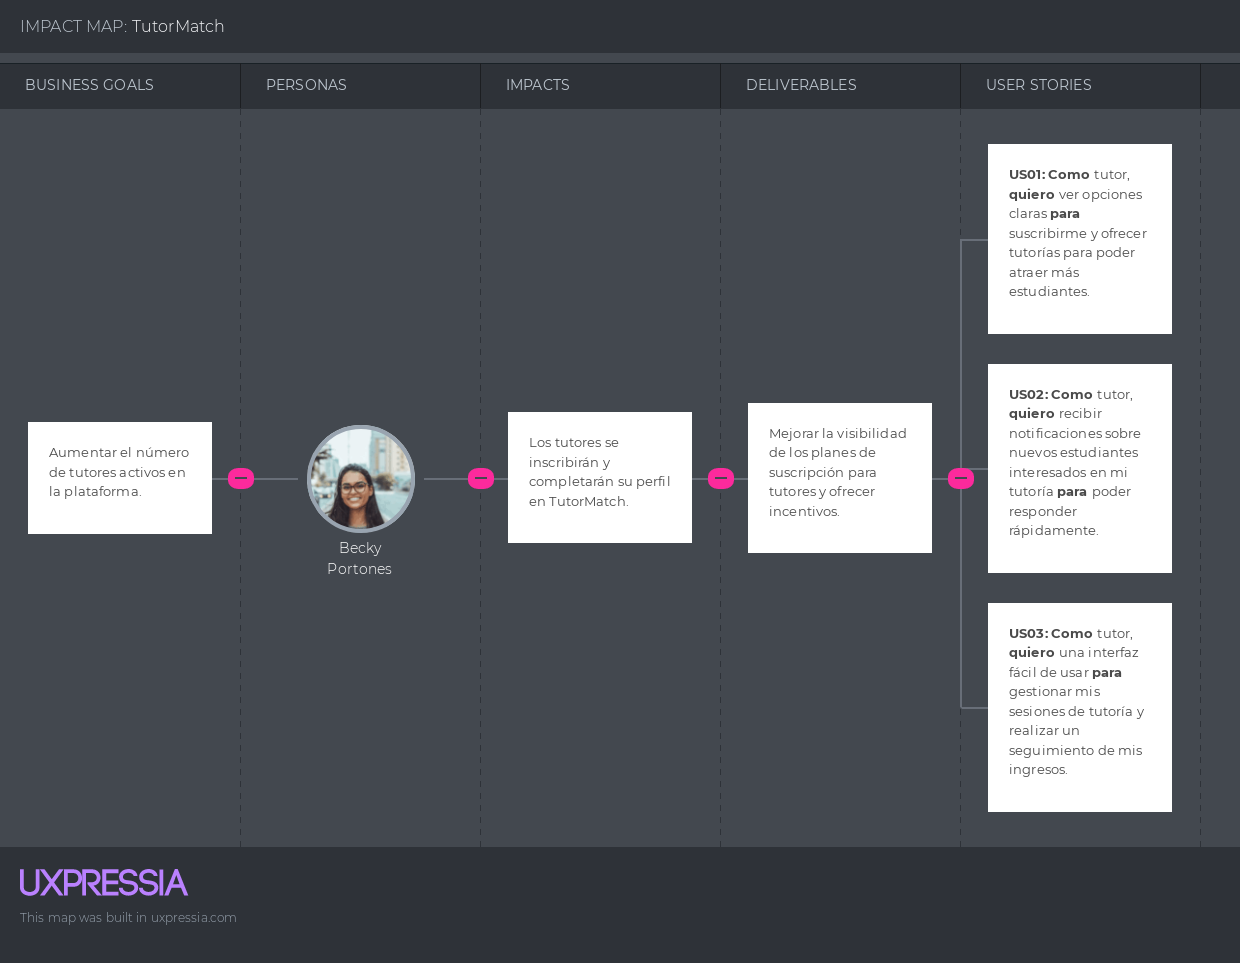 IMPACT MAP: TutorMatch
BUSINESS GOALS
PERSONAS
IMPACTS
DELIVERABLES
USER STORIES
Aumentar el número
de tutores activos en
la plataforma.
Becky
Portones
Los tutores se
inscribirán y
completarán su perfil
en TutorMatch.
Mejorar la visibilidad
de los planes de
suscripción para
tutores y ofrecer
incentivos.
US01: Como tutor,
quiero ver opciones
claras para
suscribirme y ofrecer
tutorías para poder
atraer más
estudiantes.
US02: Como tutor,
quiero recibir
notificaciones sobre
nuevos estudiantes
interesados en mi
tutoría para poder
responder
rápidamente.
US03: Como tutor,
quiero una interfaz
fácil de usar para
gestionar mis
sesiones de tutoría y
realizar un
seguimiento de mis
ingresos.
UXPRESSIA
This map was built in uxpressia.com